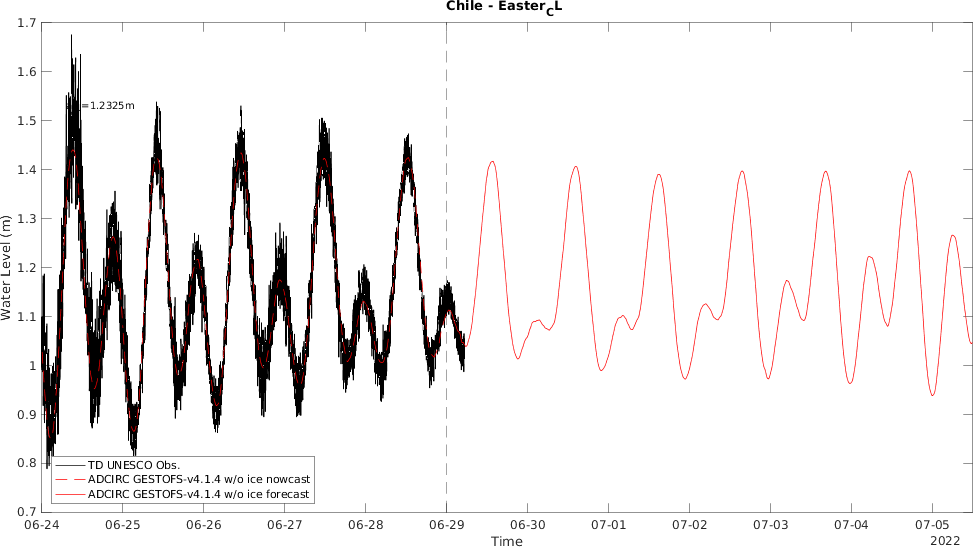 Chile - Easter_CL
1.7
1.6
1.5
1.4
1.3
1.2
1.1
1
0.9
0.8
0.7
Water Level (m)
=1.2325m
TD UNESCO Obs.
ADCIRC GESTOFS-v4.1.4 w/o ice nowcast
ADCIRC GESTOFS-v4.1.4 w/o ice forecast
06-24 06-25 06-26 06-27 06-28 06-29 06-30 07-01 07-02 07-03 07-04 07-05
Time
2022